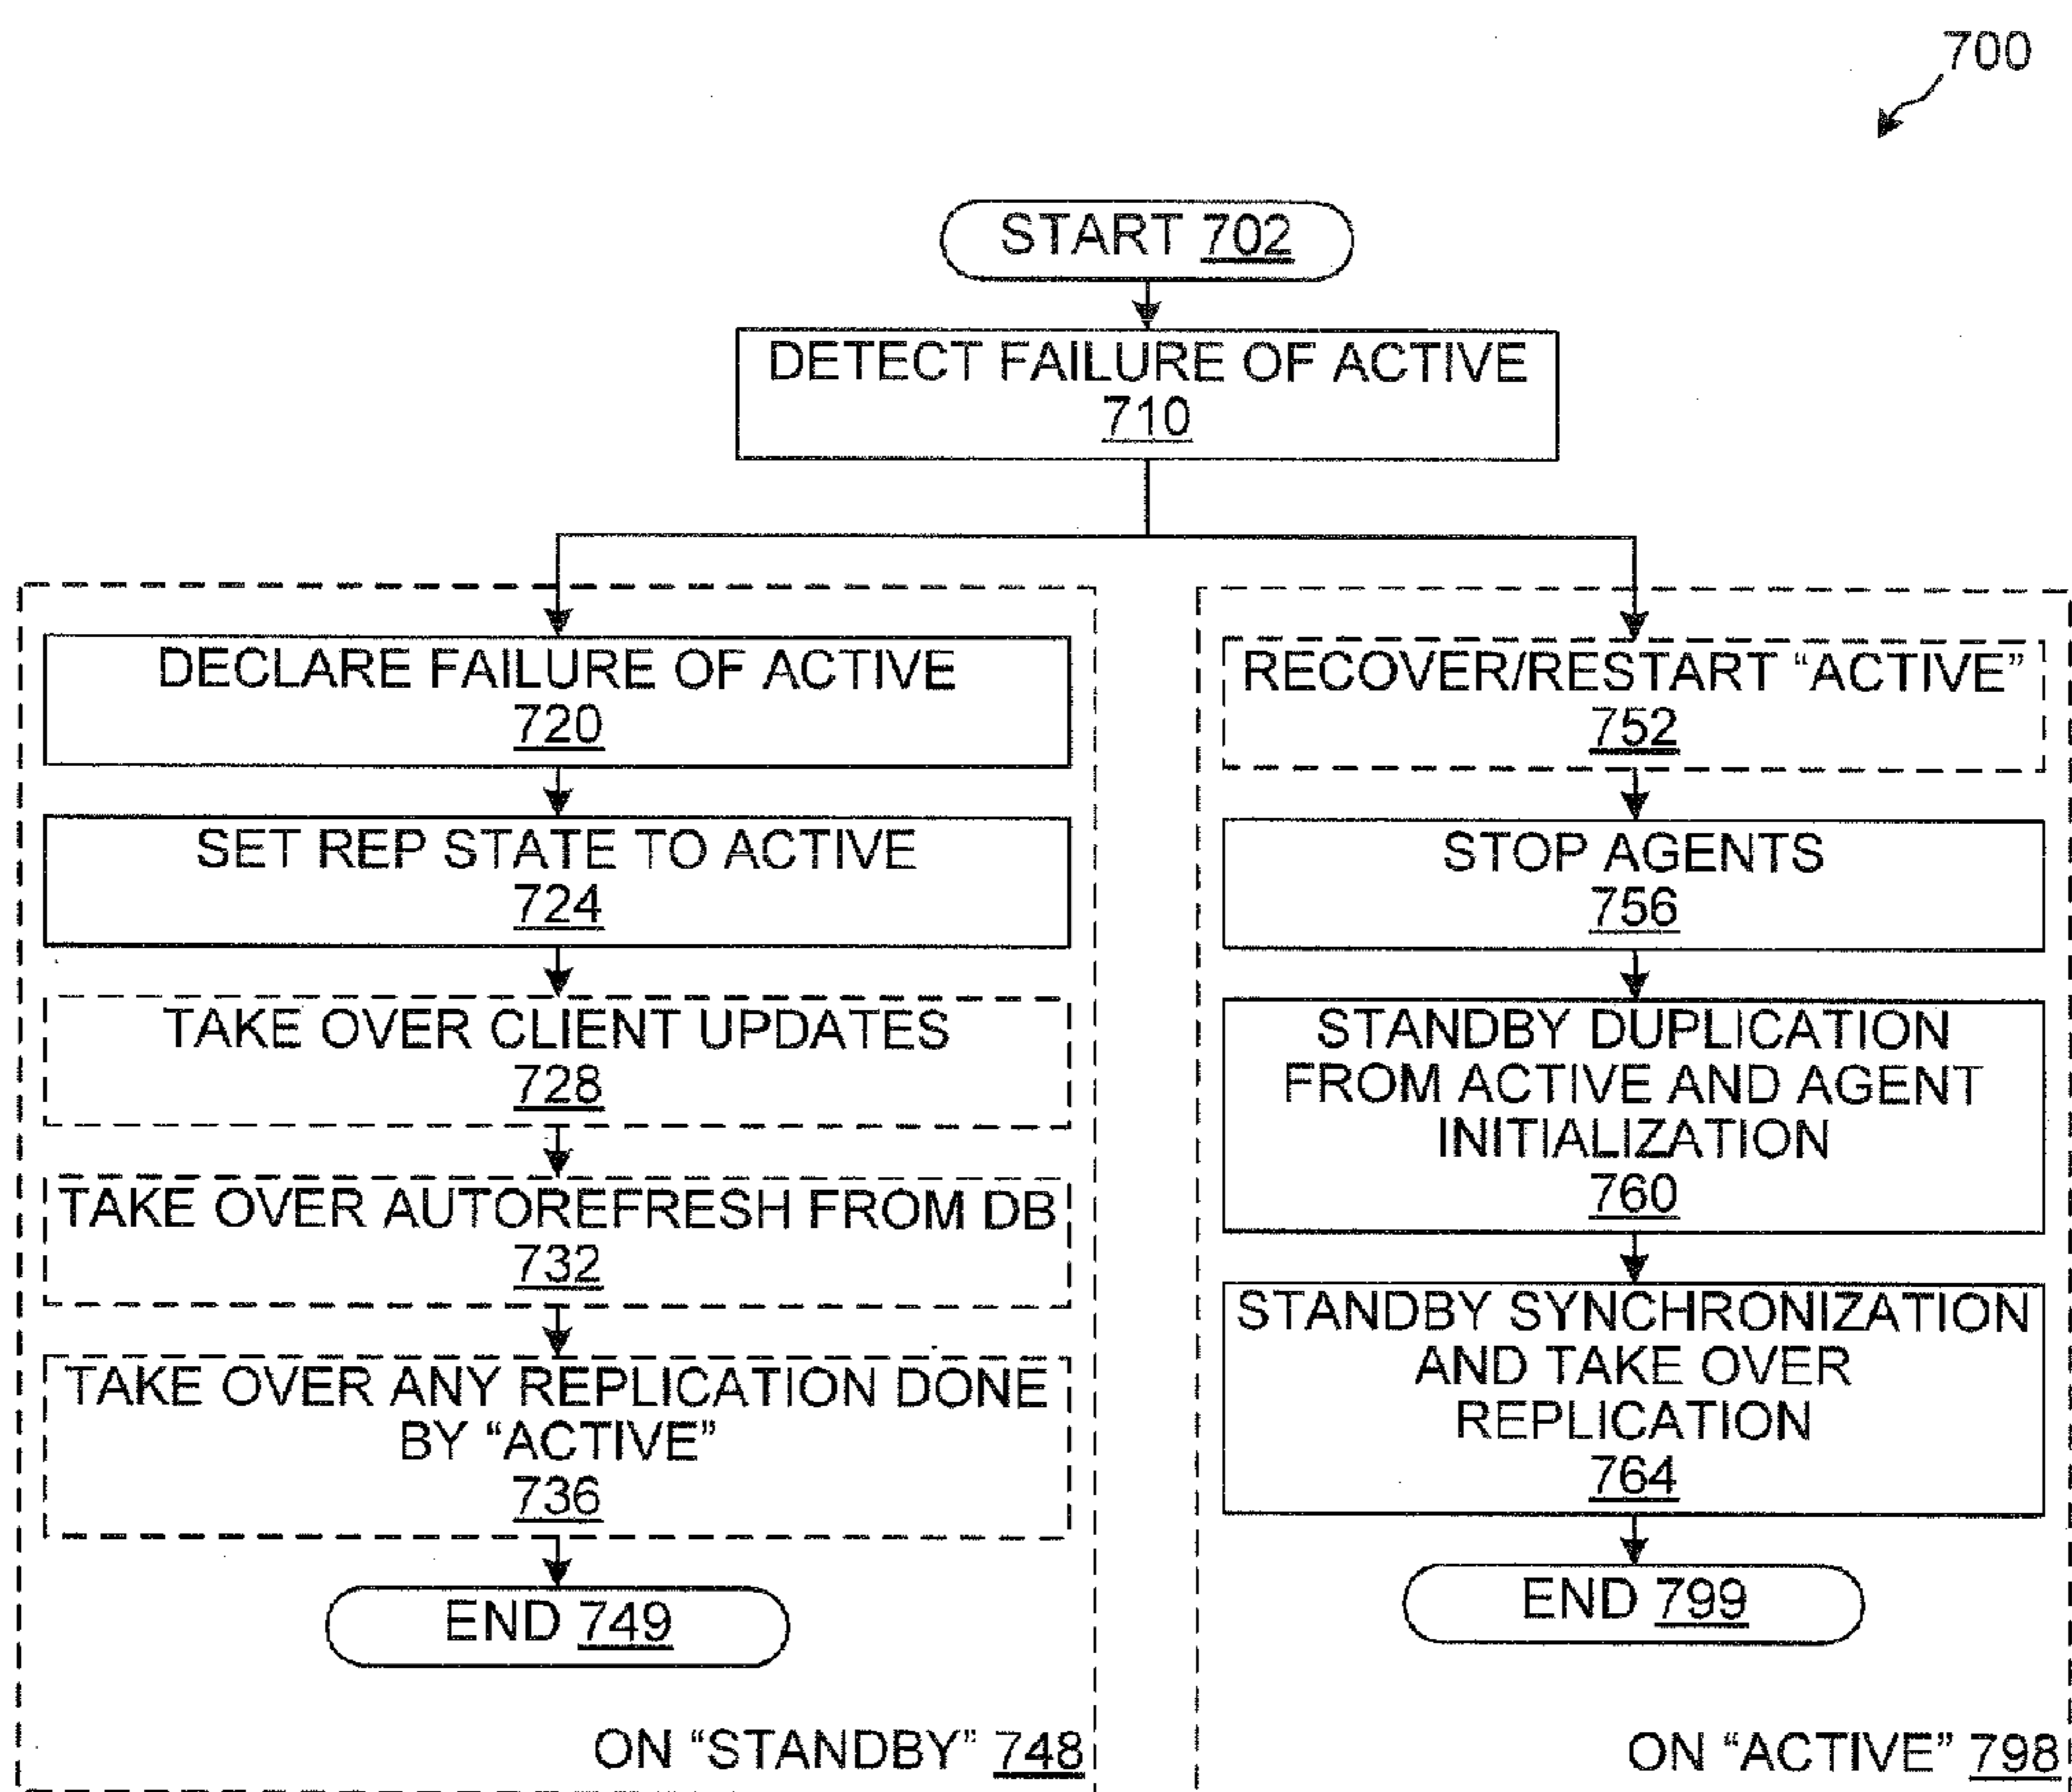 700
START 702
DETECT FAILURE OF ACTIVE
710
DECLARE FAILURE OF ACTIVE
720
SET REP STATE TO ACTIVE
724
TAKE OVER CLIENT UPDATES
728
TAKE OVER AUTOREFRESH FROM DB
732
TAKE OVER ANY REPLICATION DONE
BY “ACTIVE”
736
END 749
ON “STANDBY” 748
RECOVER/RESTART “ACTIVE”
752
STOP AGENTS
756
STANDBY DUPLICATION
FROM ACTIVE AND AGENT
INITIALIZATION
760
STANDBY SYNCHRONIZATION
AND TAKE OVER
REPLICATION
764
END 799
ON “ACTIVE” 798